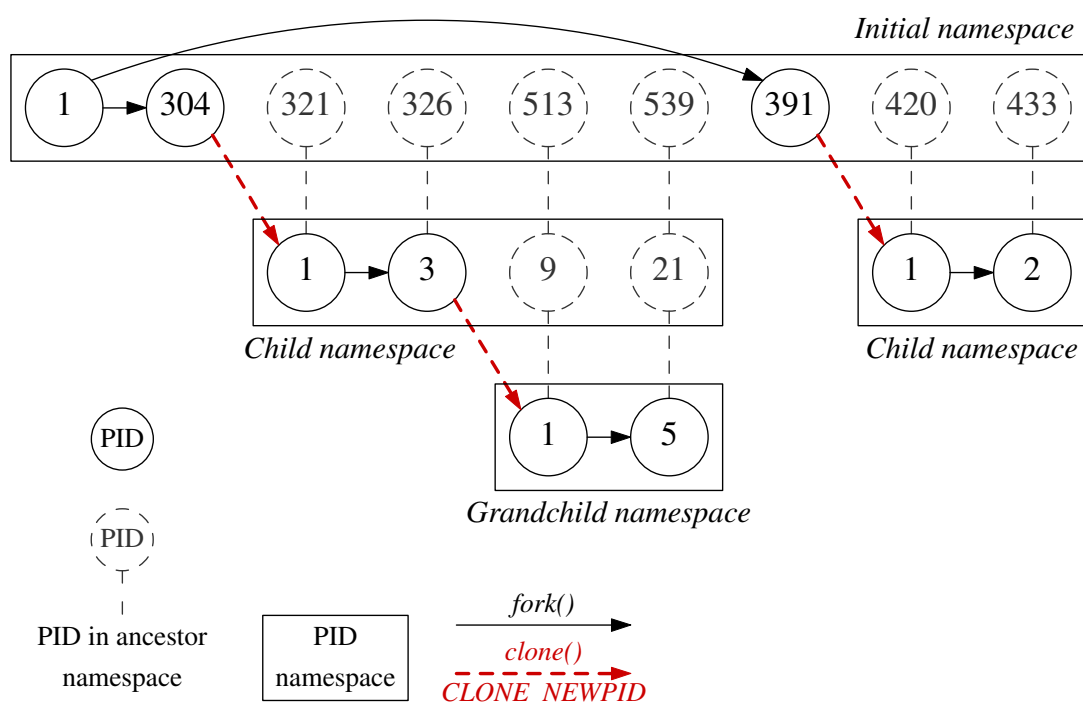 Initial namespace
1 304 321 326 513 539 391 420 433
1 3 9 21 1 2
Child namespace Child namespace
1 5
Grandchild namespace
PID
PID
PID in ancestor
namespace
PID
namespace
fork()
clone()
CLONE_NEWPID